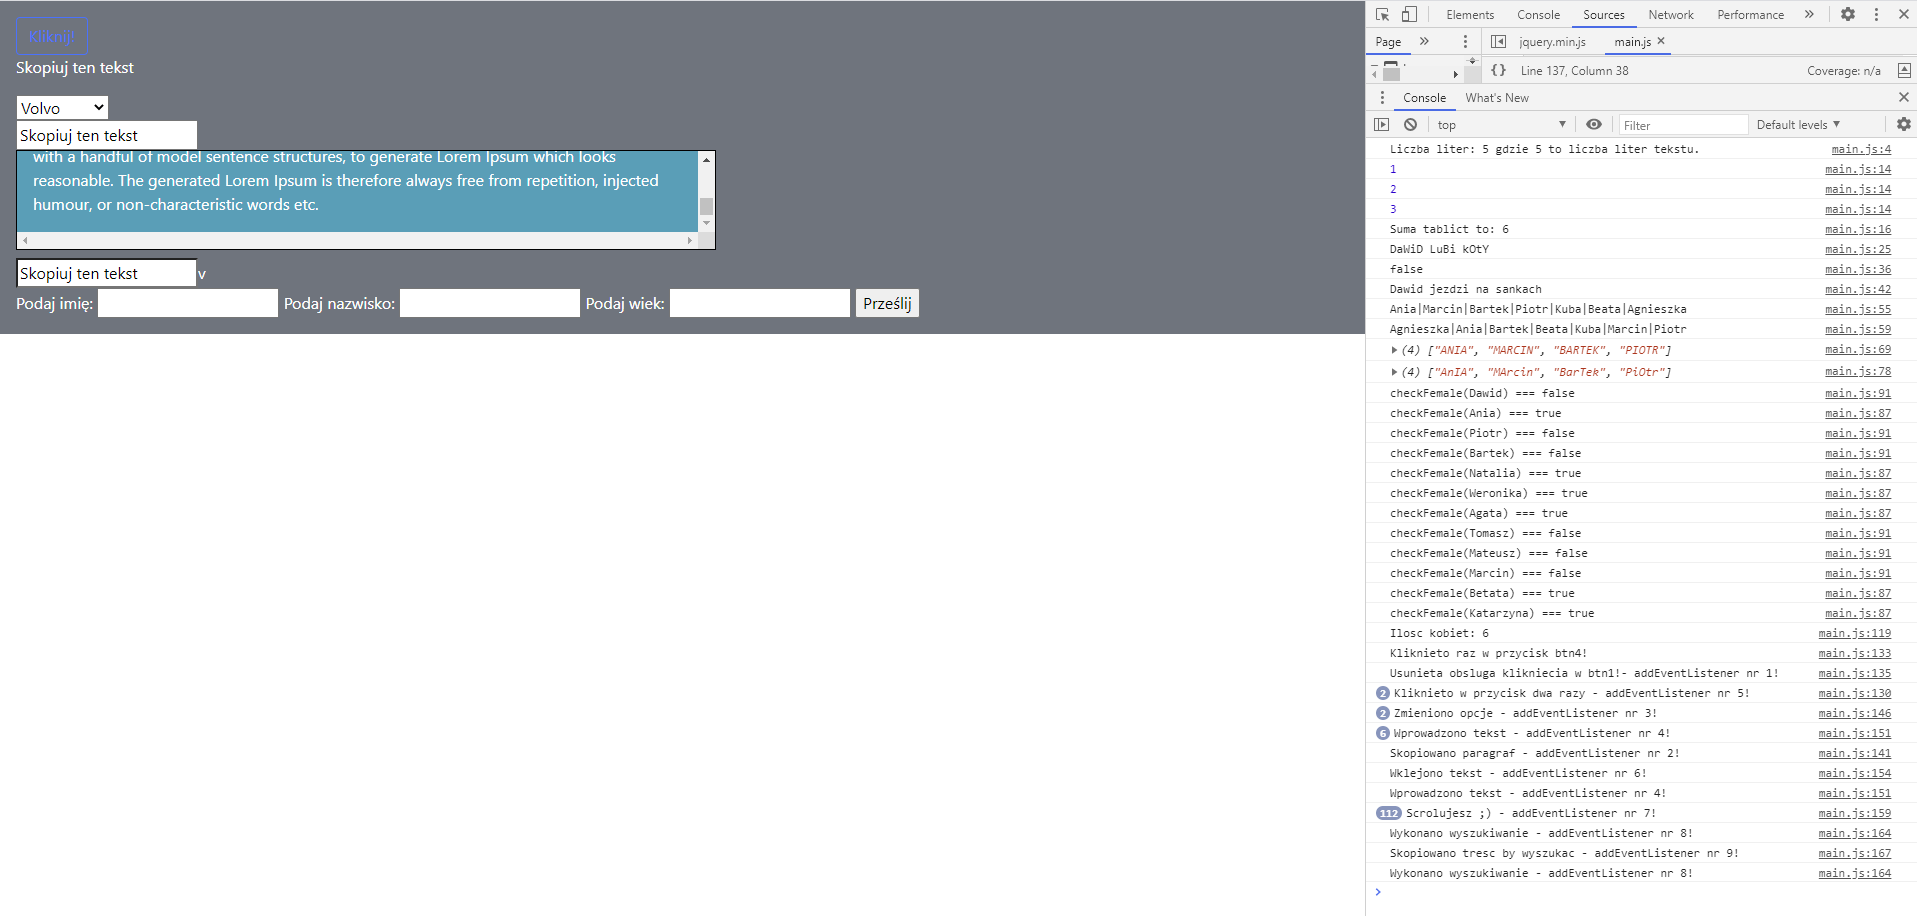 Kliknij!
Skopiuj ten tekst
Volvo
Skopiuj ten tekst
with a handful of model sentence structures, to generate Lorem Ipsum which looks
reasonable. The generated Lorem Ipsum is therefore always free from repetition, injected
humour, or non-characteristic words etc.
Skopiuj ten tekst v
Podaj imię: Podaj nazwisko: Podaj wiek: Prześlij
Elements Console Sources Network Performance »
Page » jquery.min.js main.js ×
{} Line 137, Column 38 Coverage: n/a
Console What's New
top Filter Default levels ▼
Liczba liter: 5 gdzie 5 to liczba liter tekstu. main.js:4
1 main.js:14
2 main.js:14
3 main.js:14
Suma tablict to: 6 main.js:16
DaWiD LuBi kOtY main.js:25
false main.js:36
Dawid jezdzi na sankach main.js:42
Ania|Marcin|Bartek|Piotr|Kuba|Beata|Agnieszka main.js:55
Agnieszka|Ania|Bartek|Beata|Kuba|Marcin|Piotr main.js:59
(4) ["ANIA", "MARCIN", "BARTEK", "PIOTR"] main.js:69
(4) ["AnIA", "MArcin", "BarTek", "PiOtr"] main.js:78
checkFemale(Dawid) === false main.js:91
checkFemale(Ania) === true main.js:87
checkFemale(Piotr) === false main.js:91
checkFemale(Bartek) === false main.js:91
checkFemale(Natalia) === true main.js:87
checkFemale(Weronika) === true main.js:87
checkFemale(Agata) === true main.js:87
checkFemale(Tomasz) === false main.js:91
checkFemale(Mateusz) === false main.js:91
checkFemale(Marcin) === false main.js:91
checkFemale(Betata) === true main.js:87
checkFemale(Katarzyna) === true main.js:87
Ilosc kobiet: 6 main.js:119
Kliknieto raz w przycisk btn4! main.js:133
Usunieta obsluga klikniecia w btn1!- addEventListener nr 1! main.js:135
2 Kliknieto w przycisk dwa razy - addEventListener nr 5! main.js:130
2 Zmieniono opcje - addEventListener nr 3! main.js:146
6 Wprowadzono tekst - addEventListener nr 4! main.js:151
Skopiowano paragraf - addEventListener nr 2! main.js:141
Wklejono tekst - addEventListener nr 6! main.js:154
Wprowadzono tekst - addEventListener nr 4! main.js:151
112 Scrolujesz ;) - addEventListener nr 7! main.js:159
Wykonano wyszukiwanie - addEventListener nr 8! main.js:164
Skopiowano tresc by wyszukac - addEventListener nr 9! main.js:167
Wykonano wyszukiwanie - addEventListener nr 8! main.js:164